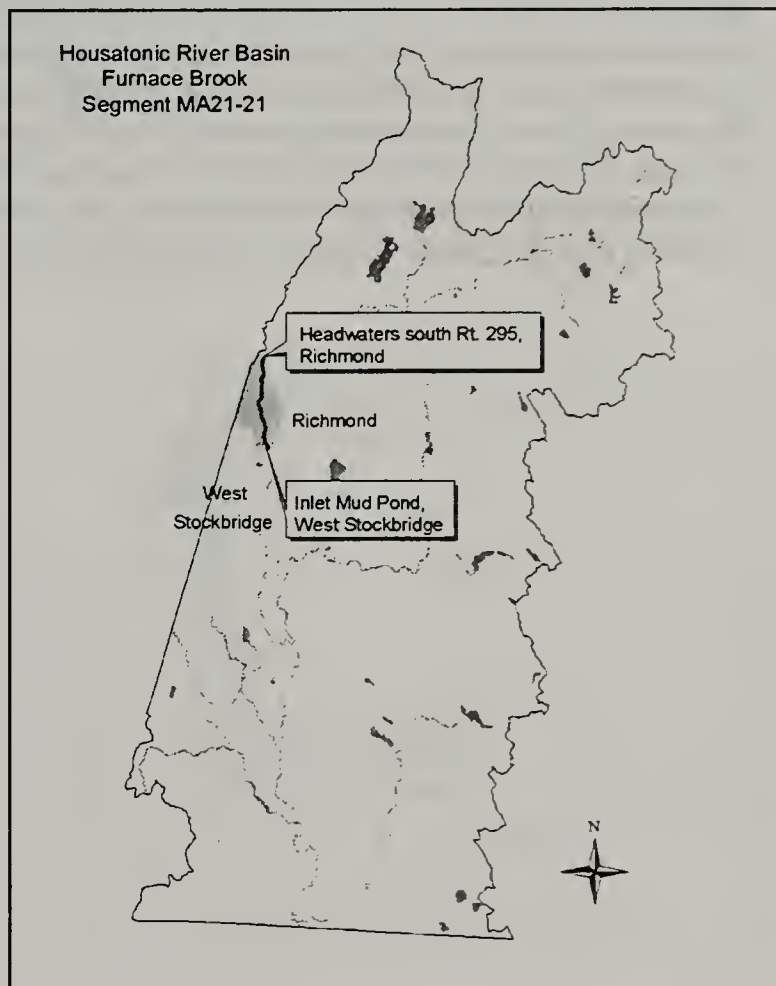 Housatonic River Basin
Furnace Brook
Segment MA21-21
Headwaters south Rt. 295,
Richmond
Richmond
West
Stockbridge
Inlet Mud Pond,
West Stockbridge
N